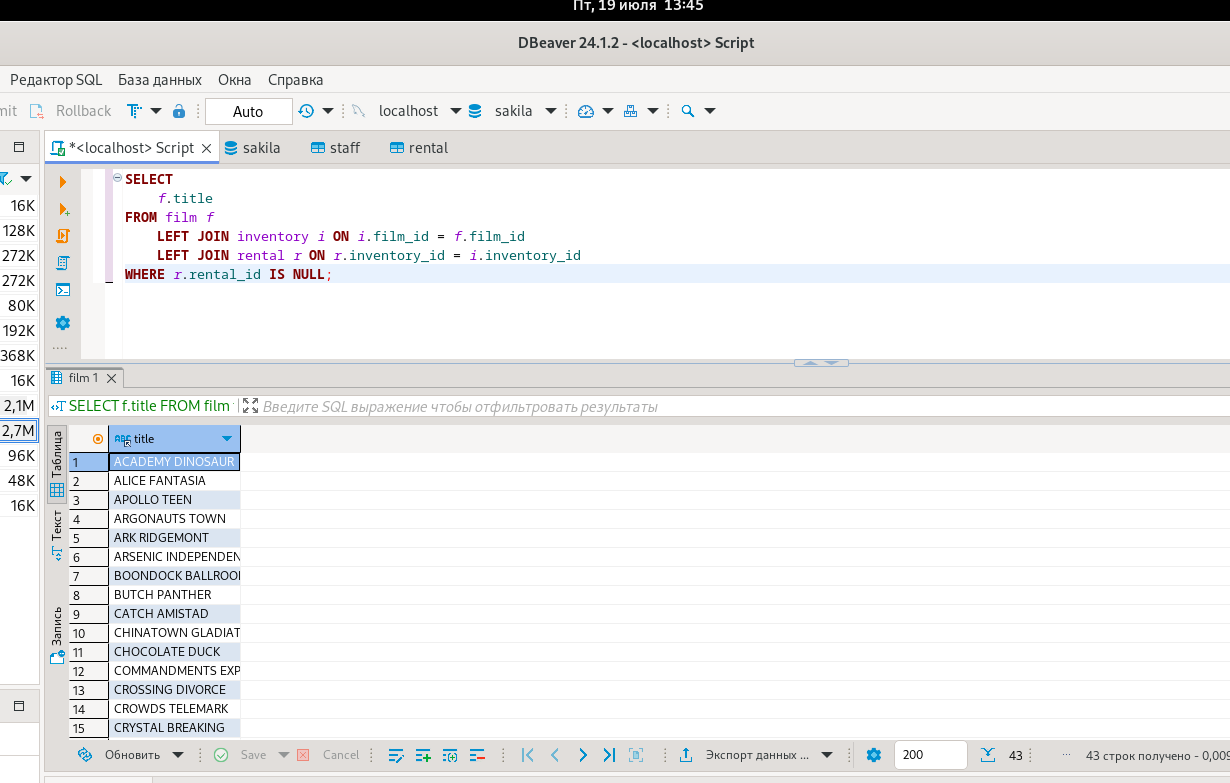 Пт, 19 июля 13:45
DBeaver 24.1.2 - <localhost> Script
Редактор SQL База данных Окна Справка
Rollback Auto localhost sakila
*<localhost> Script sakila staff rental
SELECT
f.title
FROM film f
LEFT JOIN inventory i ON i.film_id = f.film_id
LEFT JOIN rental r ON r.inventory_id = i.inventory_id
WHERE r.rental_id IS NULL;
16K
128K
272K
272K
80K
192K
368K
16K
2,1M
2,7M
96K
48K
16K
film 1
SELECT f.title FROM film
Введите SQL выражение чтобы отфильтровать результаты
Таблица
Текст
Запись
title
1 ACADEMY DINOSAUR
2 ALICE FANTASIA
3 APOLLO TEEN
4 ARGONAUTS TOWN
5 ARK RIDGEMONT
6 ARSENIC INDEPENDEN
7 BOONDOCK BALLROO
8 BUTCH PANTHER
9 CATCH AMISTAD
10 CHINATOWN GLADIAT
11 CHOCOLATE DUCK
12 COMMANDMENTS EXP
13 CROSSING DIVORCE
14 CROWDS TELEMARK
15 CRYSTAL BREAKING
Обновить Save Cancel Экспорт данных ... 200 43 43 строк получено - 0,00